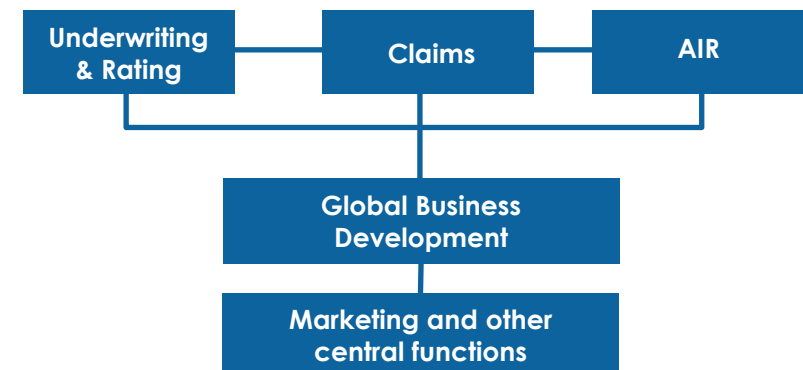 Underwriting
& Rating
Claims
AIR
Global Business
Development
Marketing and other
central functions